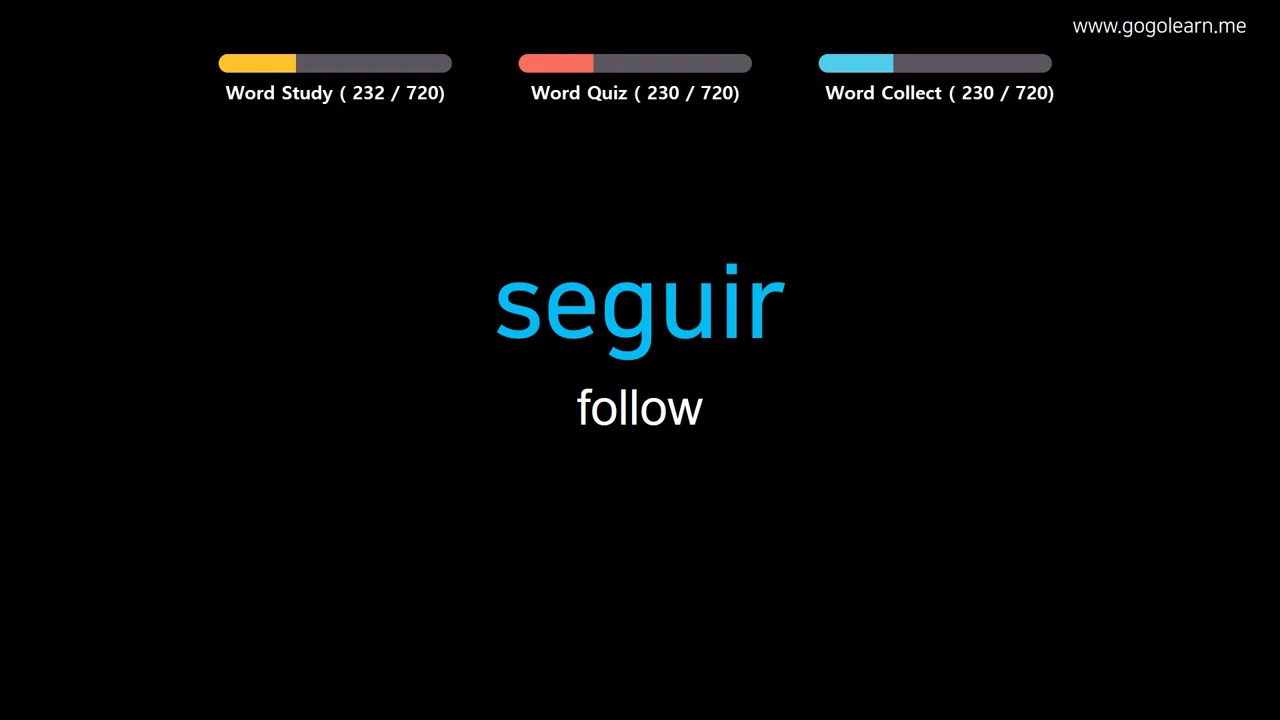 www.gogolearn.me
Word Study ( 232 / 720)
Word Quiz ( 230 / 720)
Word Collect ( 230 / 720)
seguir
follow